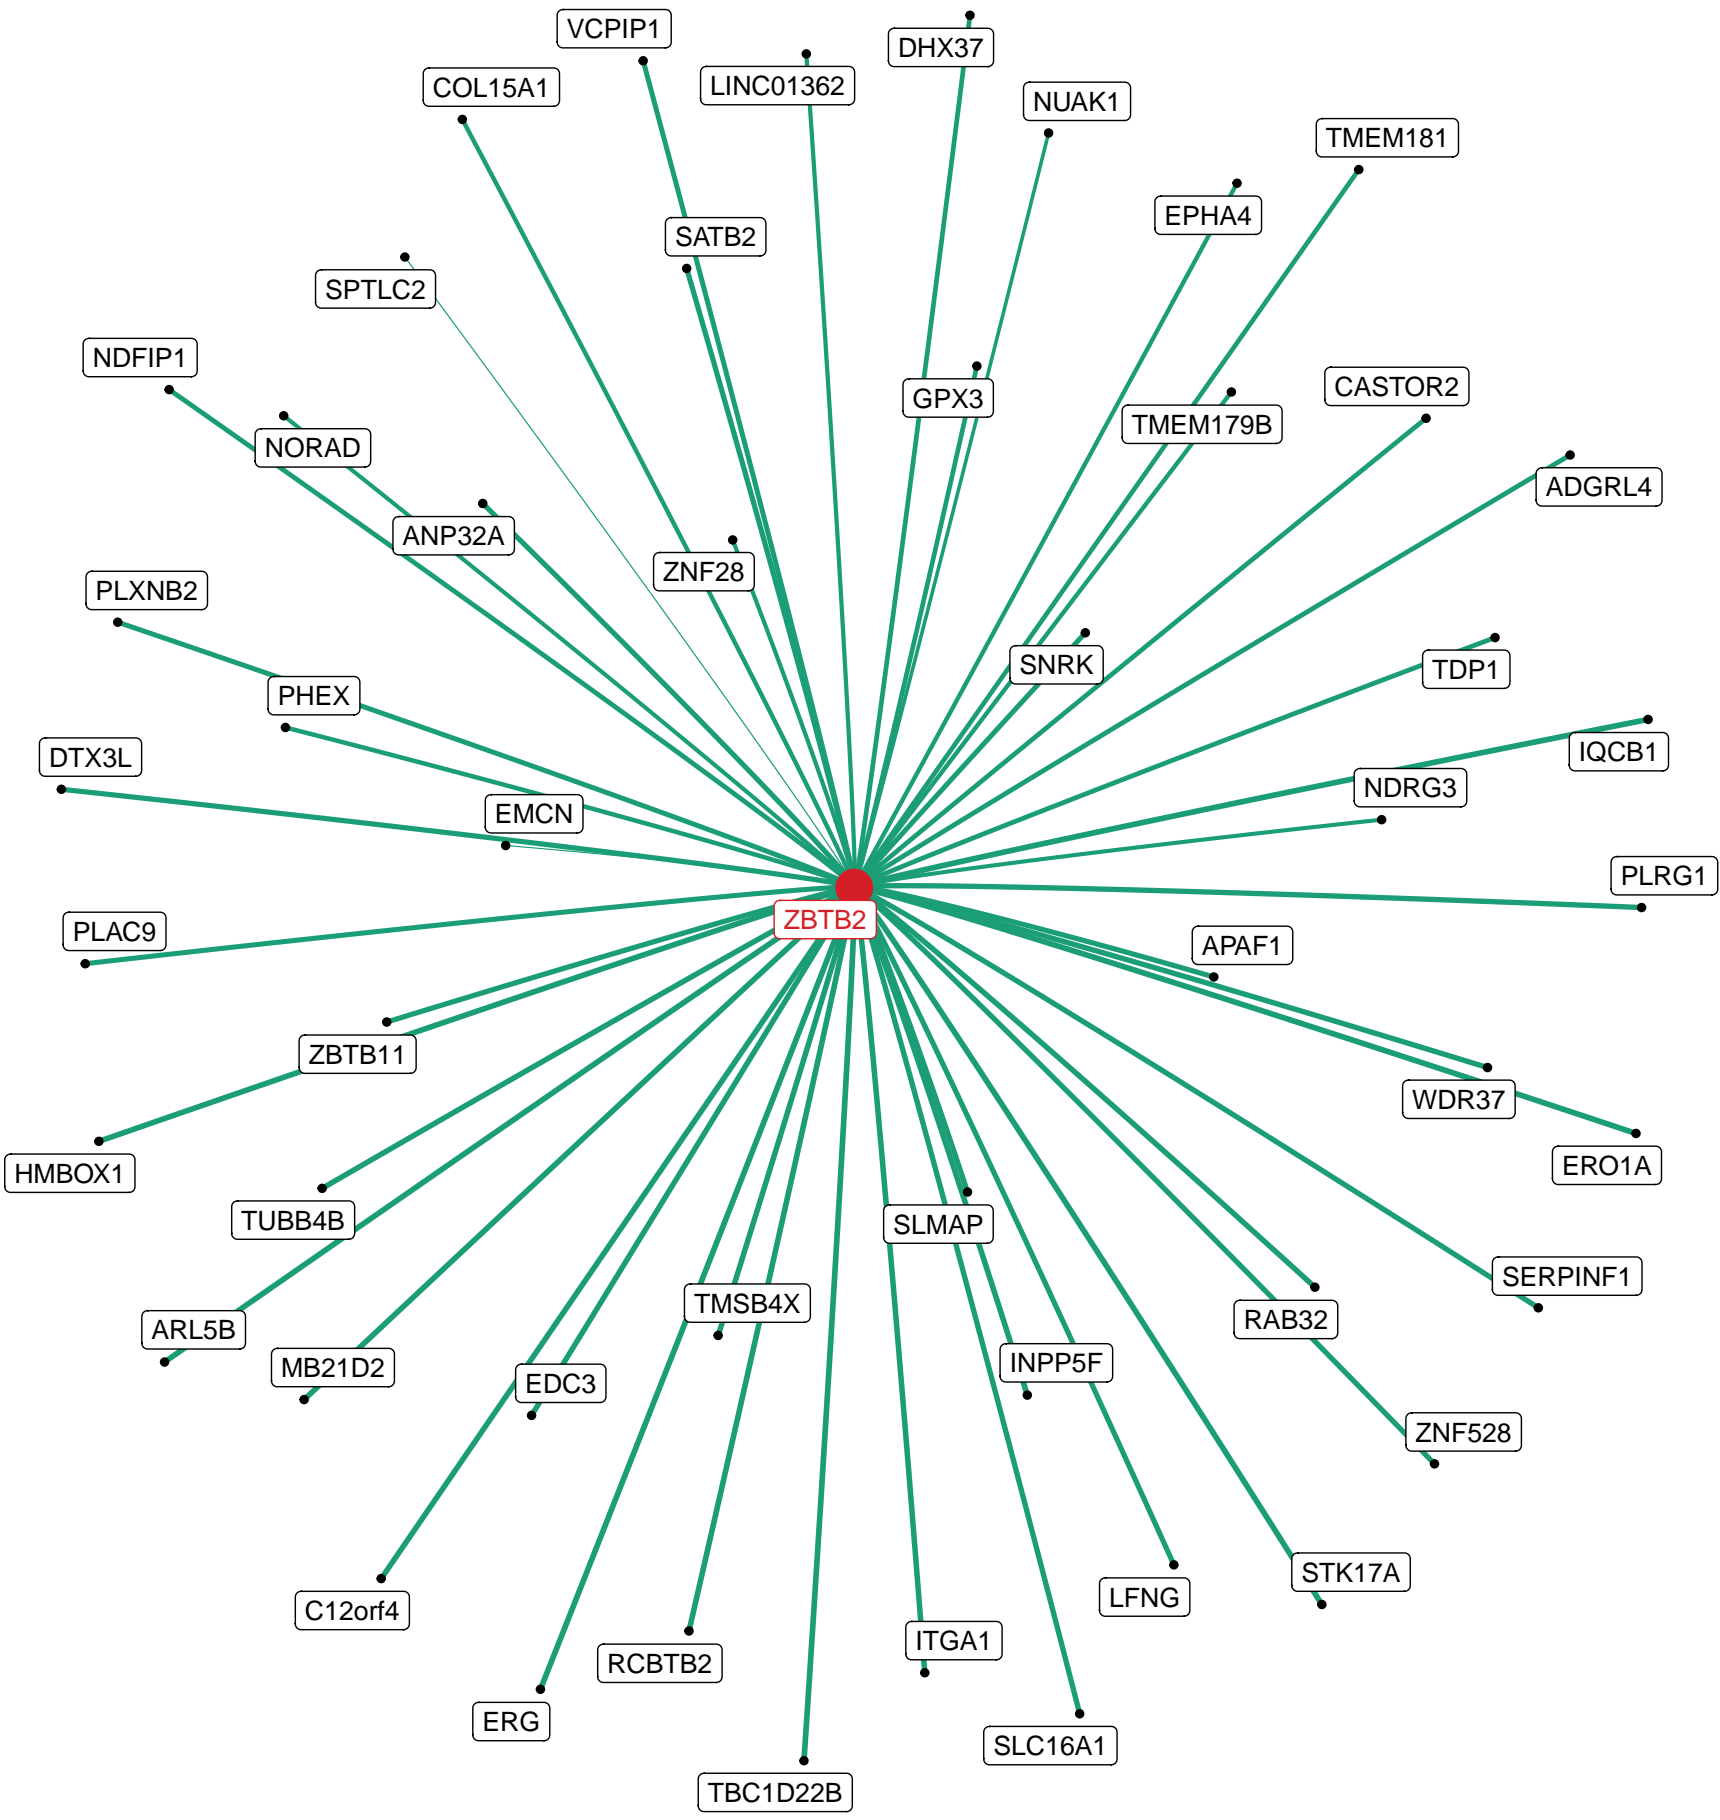 VCPIP1
DHX37
COL15A1
LINC01362
NUAK1
TMEM181
EPHA4
SATB2
SPTLC2
NDFIP1
CASTOR2
GPX3
TMEM179B
NORAD
ADGRL4
ANP32A
ZNF28
PLXNB2
SNRK
TDP1
PHEX
IQCB1
DTX3L
NDRG3
EMCN
PLRG1
ZBTB2
PLAC9
APAF1
ZBTB11
WDR37
ERO1A
HMBOX1
TUBB4B
SLMAP
SERPINF1
TMSB4X
RAB32
ARL5B
INPP5F
MB21D2
EDC3
ZNF528
STK17A
LFNG
C12orf4
ITGA1
RCBTB2
ERG
SLC16A1
TBC1D22B